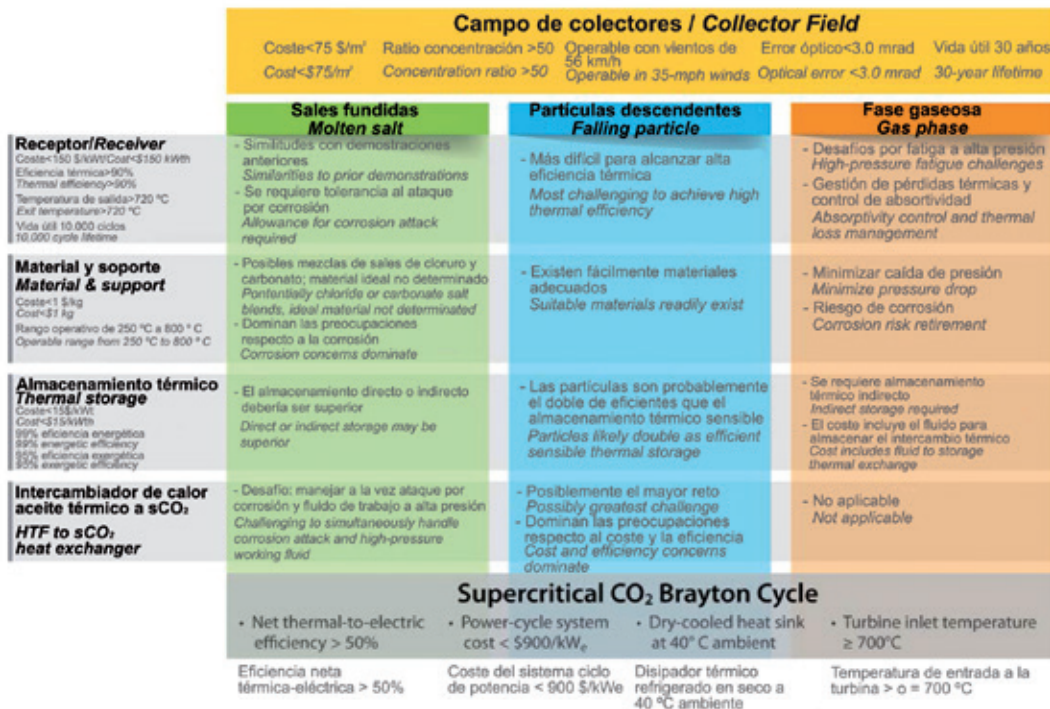 Campo de colectores / Collector Field
Coste<75 $/m²
Cost<$75/m²
Ratio concentración >50
Concentration ratio >50
Operable con vientos de
56 km/h
Operable in 35-mph winds
Error óptico<3.0 mrad
Optical error <3.0 mrad
Vida útil 30 años
30-year lifetime
Sales fundidas
Molten salt
Partículas descendentes
Falling particle
Fase gaseosa
Gas phase
Receptor/Receiver
Coste<150 $/kWt/Cost<$150 kWth
Eficiencia térmica>90%
Thermal efficiency>90%
Temperatura de salida>720 ºC
Exit temperature>720 ºC
Vida útil 10.000 ciclos
10.000 cycle lifetime
- Similitudes con demostraciones
anteriores
Similarities to prior demonstrations
- Se requiere tolerancia al ataque
por corrosión
Allowance for corrosion attack
required
- Más difícil para alcanzar alta
eficiencia térmica
Most challenging to achieve high
thermal efficiency
- Desafíos por fatiga a alta presión
High-pressure fatigue challenges
- Gestión de pérdidas térmicas y
control de absortividad
Absorptivity control and thermal
loss management
Material y soporte
Material & support
Coste<1 $/kg
Cost<$1 kg
Rango operativo de 250 ºC a 800 º C
Operable range from 250 ºC to 800 º C
- Posibles mezclas de sales de cloruro y
carbonato; material ideal no determinado
Pontentially chloride or carbonate salt
blends, ideal material not determinated
- Dominan las preocupaciones
respecto a la corrosión
Corrosion concerns dominate
- Existen fácilmente materiales
adecuados
Suitable materials readily exist
- Minimizar caída de presión
Minimize pressure drop
- Riesgo de corrosión
Corrosion risk retirement
Almacenamiento térmico
Thermal storage
Coste<15$/kWt
Cost<$15/kWth
99% eficiencia energética
99% energetic efficiency
95% eficiencia exergética
95% exergetic efficiency
- El almacenamiento directo o indirecto
debería ser superior
Direct or indirect storage may be
superior
- Las partículas son probablemente
el doble de eficientes que el
almacenamiento térmico sensible
Particles likely double as efficient
sensible thermal storage
- Se requiere almacenamiento
térmico indirecto
Indirect storage required
- El coste incluye el fluido para
almacenar el intercambio térmico
Cost includes fluid to storage
thermal exchange
Intercambiador de calor
aceite térmico a sCO₂
HTF to sCO₂
heat exchanger
- Desafío: manejar a la vez ataque por
corrosión y fluido de trabajo a alta presión
Challenging to simultaneously handle
corrosion attack and high-pressure
working fluid
- Posiblemente el mayor reto
Possibly greatest challenge
- Dominan las preocupaciones
respecto al coste y la eficiencia
Cost and efficiency concerns
dominate
- No aplicable
Not applicable
Supercritical CO₂ Brayton Cycle
• Net thermal-to-electric
efficiency > 50%
• Power-cycle system
cost < $900/kWₑ
• Dry-cooled heat sink
at 40°C ambient
• Turbine inlet temperature
≥ 700°C
Eficiencia neta
térmica-eléctrica > 50%
Coste del sistema ciclo
de potencia < 900 $/kWe
Disipador térmico
refrigerado en seco a
40 ºC ambiente
Temperatura de entrada a la
turbina > o = 700 ºC